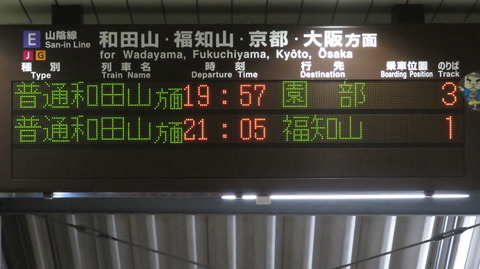 E 山陰線 和田山・福知山・京都・大阪方面
San-in Line for Wadayama, Fukuchiyama, Kyōto, Ōsaka
J G
種別 列車名 時刻 行先 乗車位置 のりば
Type Train Name Departure Time Destination Boarding Position Track
普通 和田山方面 19:57 園部 3
普通 和田山方面 21:05 福知山 1